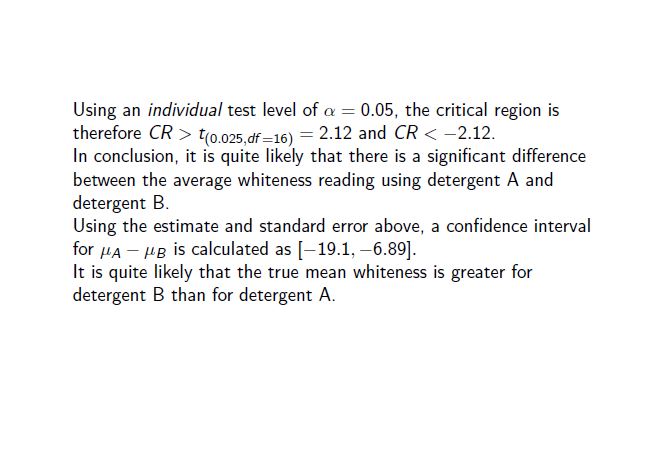 Using an individual test level of α = 0.05, the critical region is
therefore CR > t(0.025,df=16) = 2.12 and CR < −2.12.
In conclusion, it is quite likely that there is a significant difference
between the average whiteness reading using detergent A and
detergent B.
Using the estimate and standard error above, a confidence interval
for μA − μB is calculated as [−19.1, −6.89].
It is quite likely that the true mean whiteness is greater for
detergent B than for detergent A.